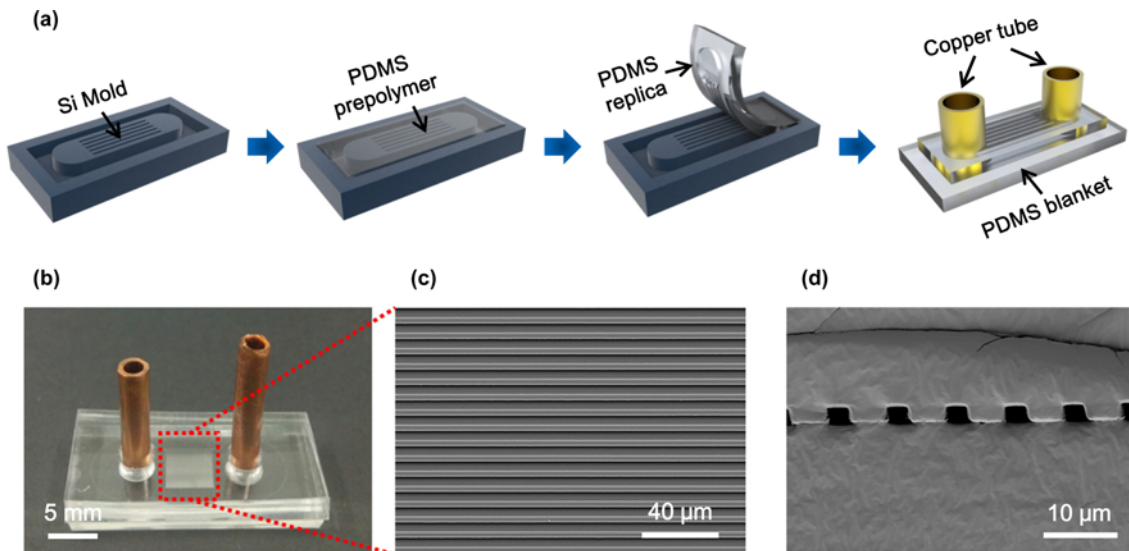 (a)
Si Mold
PDMS
prepolymer
PDMS
replica
Copper tube
PDMS blanket
(b)
(c)
(d)
5 mm
40 µm
10 µm